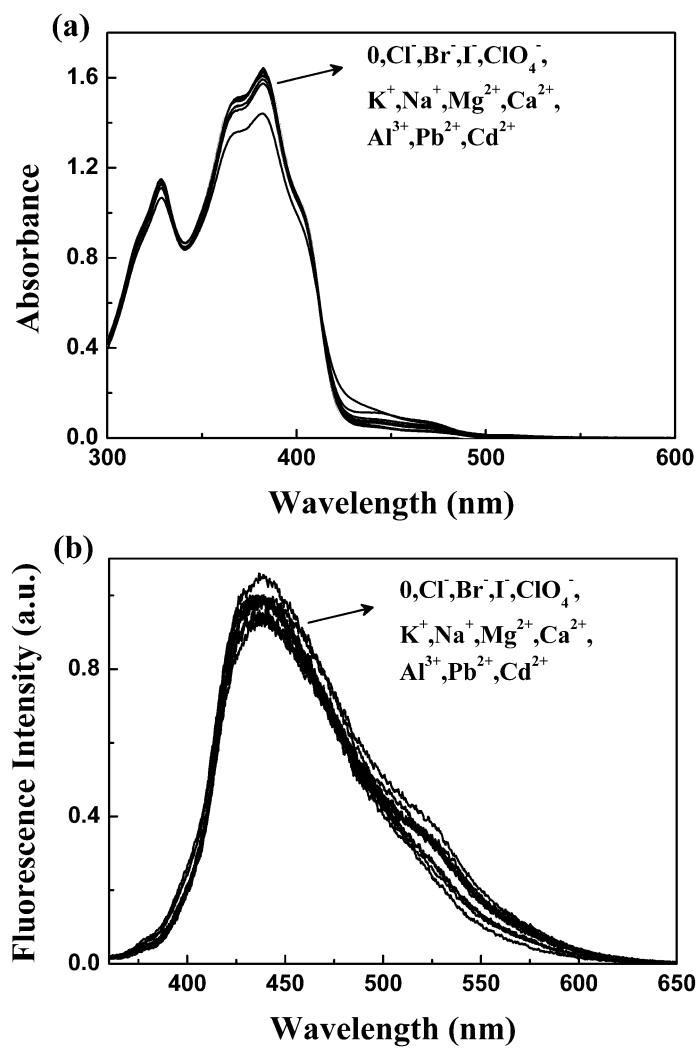 (a)
0,Cl⁻,Br⁻,I⁻,ClO₄⁻,
K⁺,Na⁺,Mg²⁺,Ca²⁺,
Al³⁺,Pb²⁺,Cd²⁺
1.6
1.2
0.8
0.4
0.0
Absorbance
300
400
500
600
Wavelength (nm)
(b)
0,Cl⁻,Br⁻,I⁻,ClO₄⁻,
K⁺,Na⁺,Mg²⁺,Ca²⁺,
Al³⁺,Pb²⁺,Cd²⁺
0.8
0.4
0.0
Fluorescence Intensity (a.u.)
400
450
500
550
600
650
Wavelength (nm)